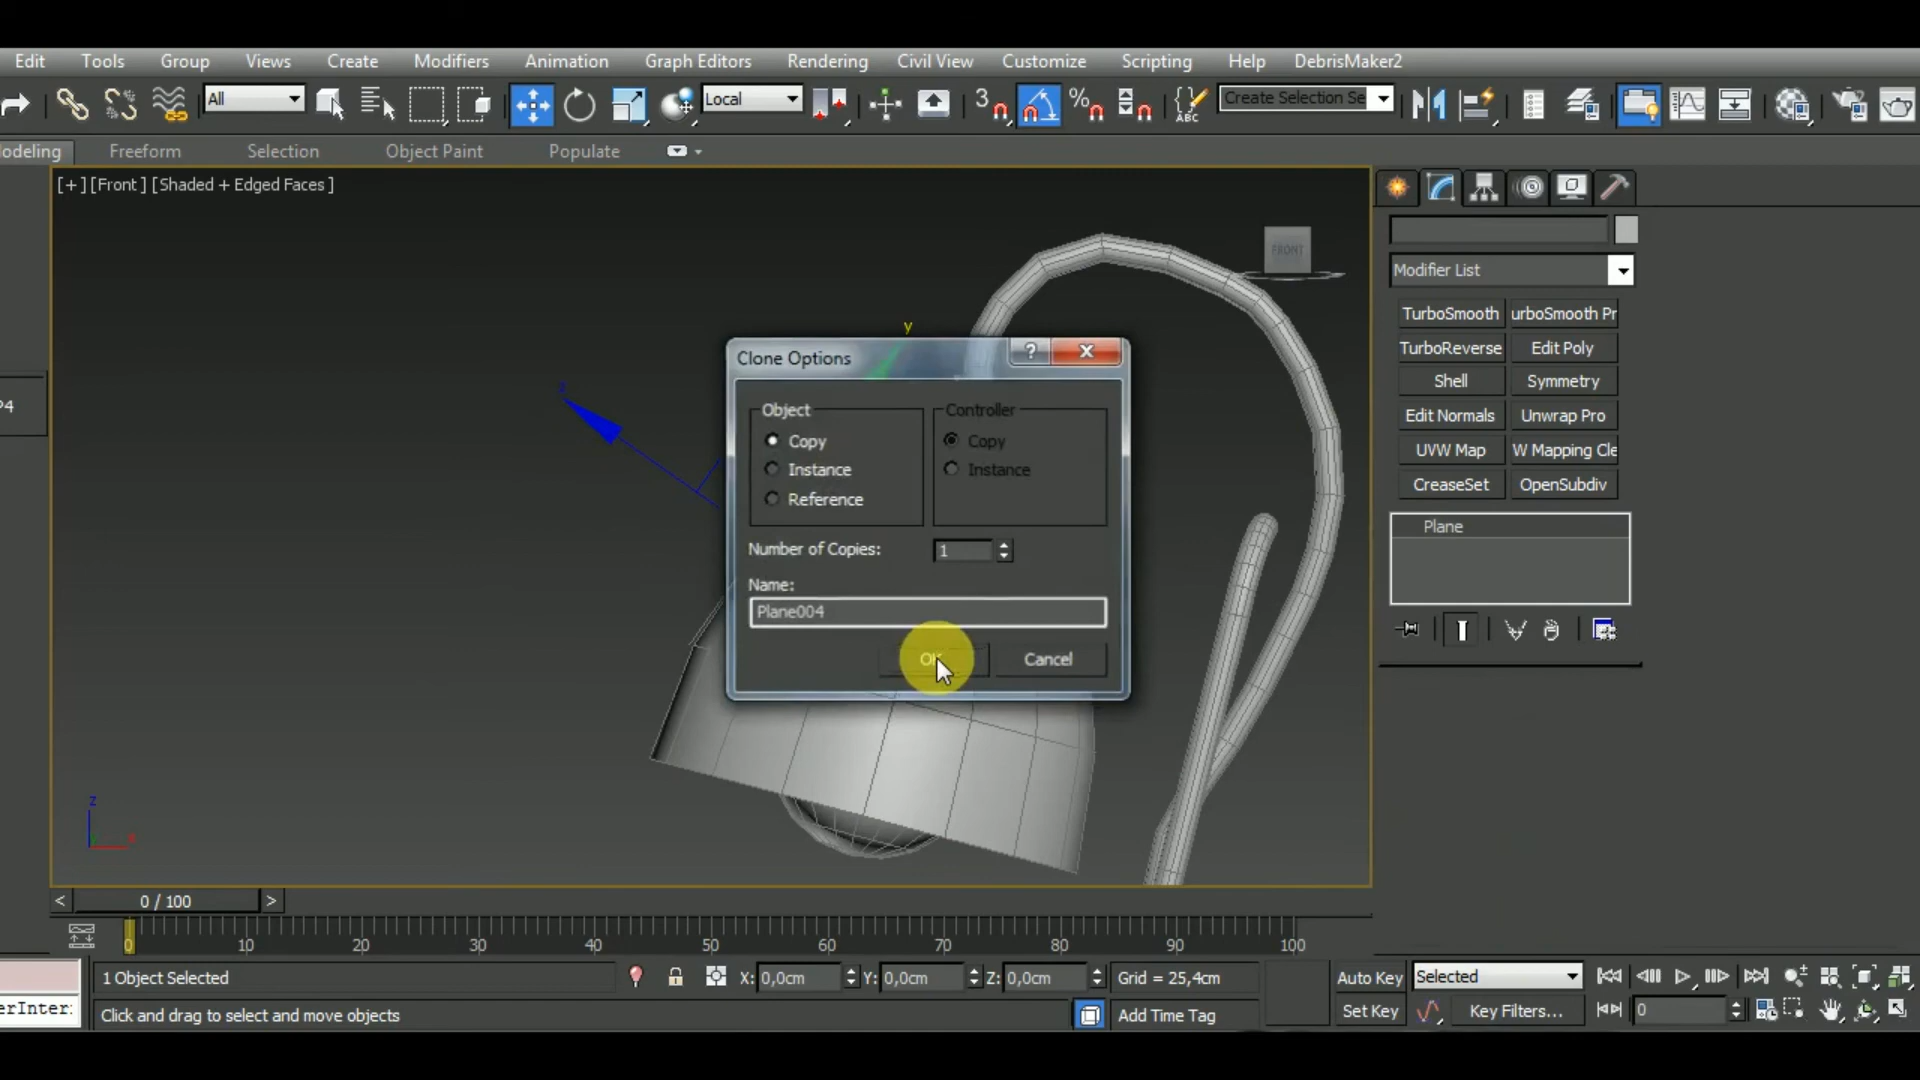 Edit Tools Group Views Create Modifiers Animation Graph Editors Rendering Civil View Customize Scripting Help DebrisMaker2
All Local 3 % ABC Create Selection Se
odeling Freeform Selection Object Paint Populate
[+] [Front] [Shaded + Edged Faces]
FRONT
Modifier List
TurboSmooth urboSmooth Pr
TurboReverse Edit Poly
Shell Symmetry
Edit Normals Unwrap Pro
UVW Map W Mapping Cle
CreaseSet OpenSubdiv
Plane
y
Clone Options ?
Object Controller
Copy Copy
Instance Instance
Reference
Number of Copies: 1
Name:
Plane004
OK Cancel
P4
z
< 0 / 100 >
0 10 20 30 40 50 60 70 80 90 100
1 Object Selected X: 0,0cm Y: 0,0cm Z: 0,0cm Grid = 25,4cm Auto Key Selected
erInter: Click and drag to select and move objects Add Time Tag Set Key Key Filters... 0